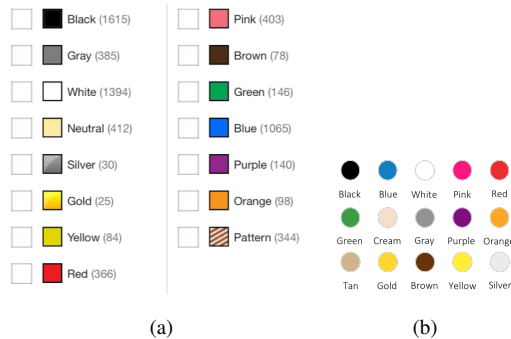 Black (1615)
Gray (385)
White (1394)
Neutral (412)
Silver (30)
Gold (25)
Yellow (84)
Red (366)
Pink (403)
Brown (78)
Green (146)
Blue (1065)
Purple (140)
Orange (98)
Pattern (344)
(a)
Black Blue White Pink Red
Green Cream Gray Purple Orange
Tan Gold Brown Yellow Silver
(b)